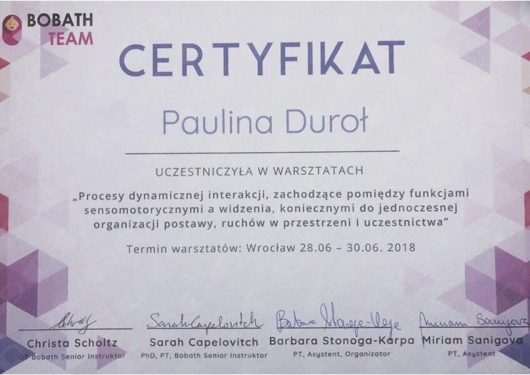 BOBATH
TEAM
CERTYFIKAT
Paulina Duroł
UCZESTNICZYŁA W WARSZTATACH
„Procesy dynamicznej interakcji, zachodzące pomiędzy funkcjami
sensomotorycznymi a widzenia, koniecznymi do jednoczesnej
organizacji postawy, ruchów w przestrzeni i uczestnictwa”
Termin warsztatów: Wrocław 28.06 – 30.06. 2018
Sarah Capelovitch
Christa Scholtz Sarah Capelovitch Barbara Stonoga-Karpa Miriam Sanigova
Bobath Senior Instruktor PhD, PT, Bobath Senior Instruktor PT, Asystent, Organizator PT, Asystent